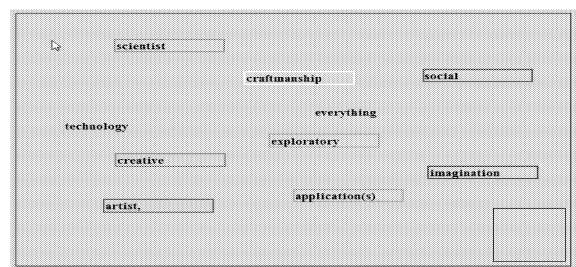 scientist
craftmanship
social
everything
technology
exploratory
creative
imagination
application(s)
artist,